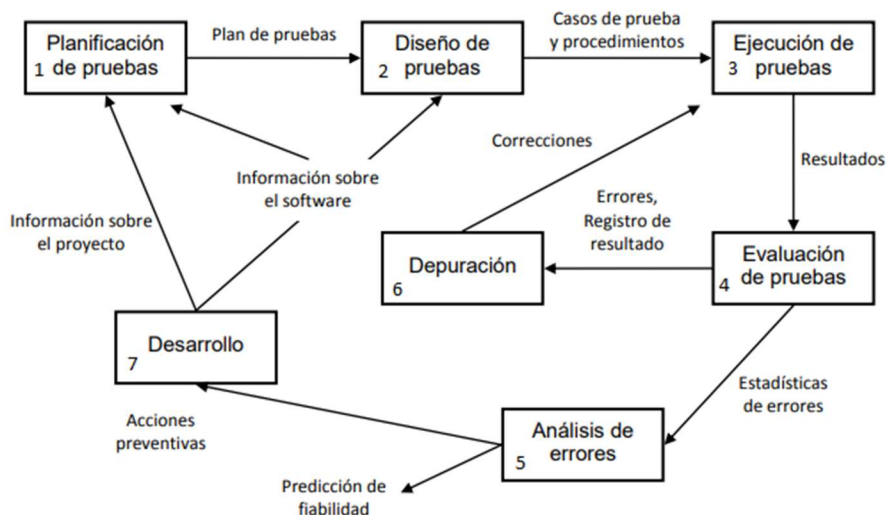 Planificación
de pruebas
1
Plan de pruebas
Diseño de
pruebas
2
Casos de prueba
y procedimientos
Ejecución de
pruebas
3
Correcciones
Resultados
Información sobre
el software
Errores,
Registro de
resultado
Información sobre
el proyecto
Depuración
6
Evaluación
de pruebas
4
Desarrollo
7
Estadísticas
de errores
Acciones
preventivas
Análisis de
errores
5
Predicción de
fiabilidad